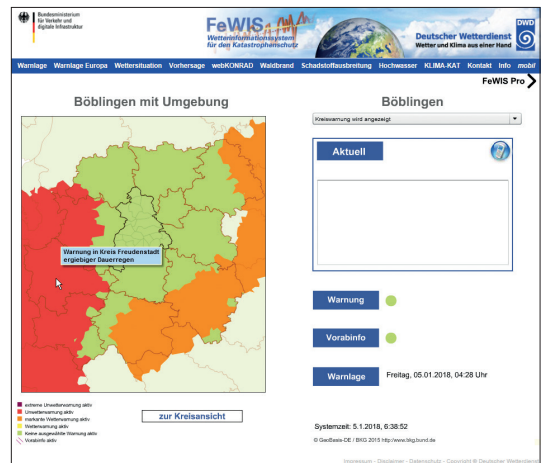 Bundesministerium
für Verkehr und
digitale Infrastruktur
FeWIS
Wetterinformationssystem
für den Katastrophenschutz
Deutscher Wetterdienst
Wetter und Klima aus einer Hand
DWD
Warnlage Warnlage Europa Wettersituation Vorhersage webKONRAD Waldbrand Schadstoffausbreitung Hochwasser KLIMA-KAT Kontakt Info mobil
FeWIS Pro
Böblingen mit Umgebung
Warnung in Kreis Freudenstadt
ergiebiger Dauerregen
extreme Unwetterwarnung aktiv
Unwetterwarnung aktiv
markante Wetterwarnung aktiv
Wetterwarnung aktiv
Keine ausgewählte Warnung aktiv
Vorabinfo aktiv
zur Kreisansicht
Böblingen
Kreiswarnung wird angezeigt
Aktuell
Warnung
Vorabinfo
Warnlage Freitag, 05.01.2018, 04:28 Uhr
Systemzeit: 5.1.2018, 6:38:52
© GeoBasis-DE / BKG 2015 http://www.bkg.bund.de
Impressum - Disclaimer - Datenschutz - Copyright © Deutscher Wetterdienst